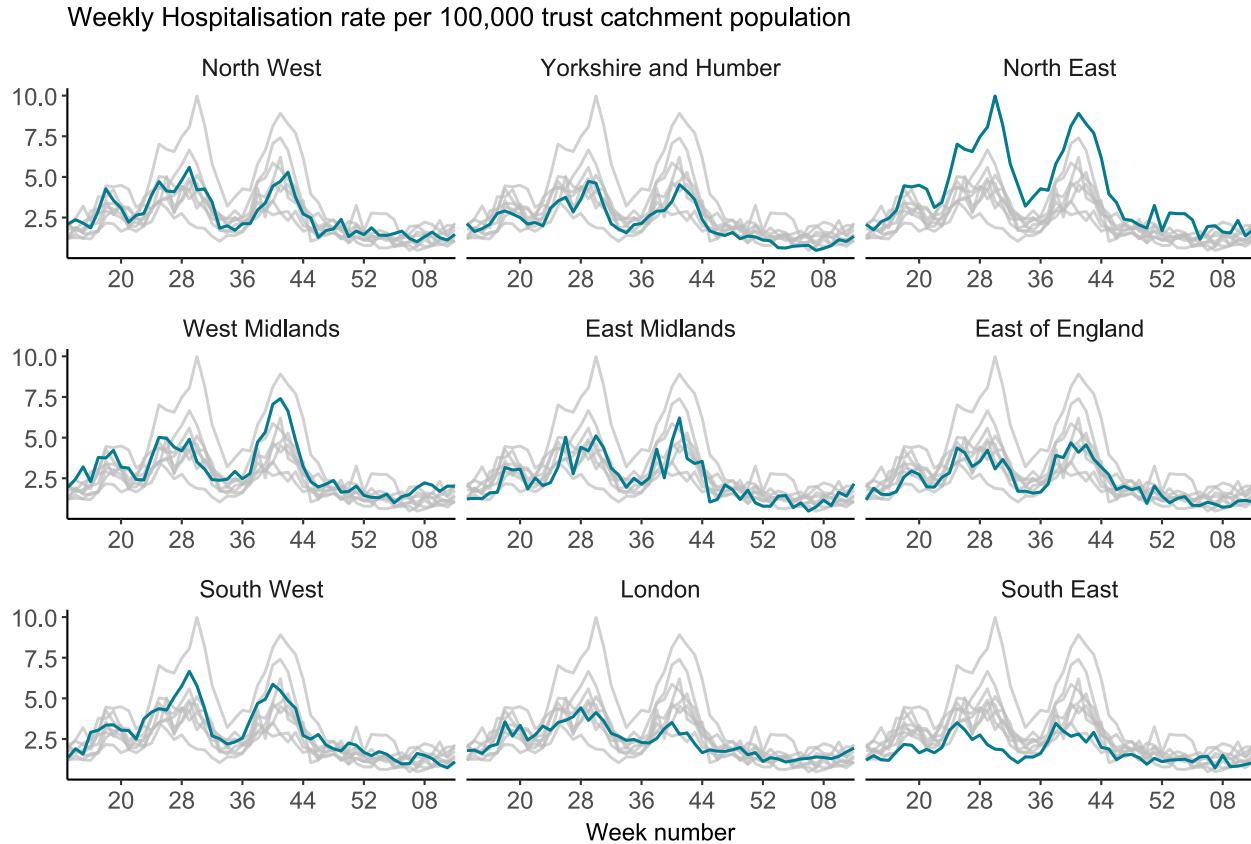 Weekly Hospitalisation rate per 100,000 trust catchment population
North West Yorkshire and Humber North East
10.0
7.5
5.0
2.5
20 28 36 44 52 08 20 28 36 44 52 08 20 28 36 44 52 08
West Midlands East Midlands East of England
10.0
7.5
5.0
2.5
20 28 36 44 52 08 20 28 36 44 52 08 20 28 36 44 52 08
South West London South East
10.0
7.5
5.0
2.5
20 28 36 44 52 08 20 28 36 44 52 08 20 28 36 44 52 08
Week number